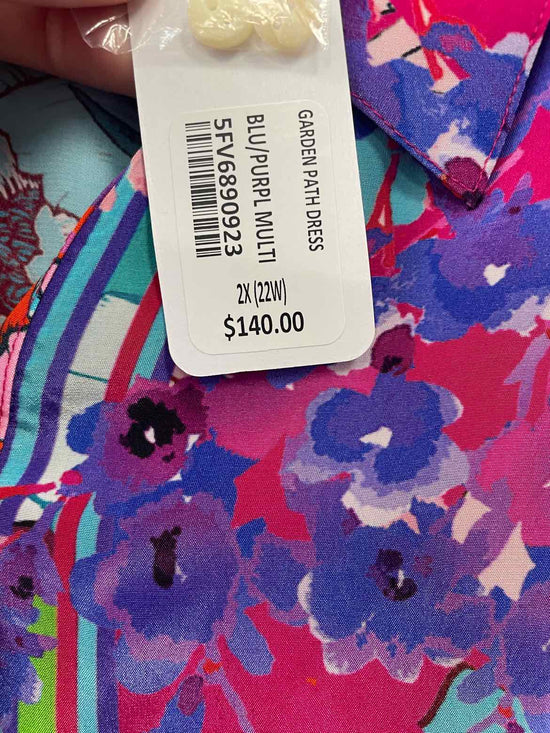 GARDEN PATH DRESS
BLU/PURPL MULTI
5FV6890923
2X (22W)
$140.00